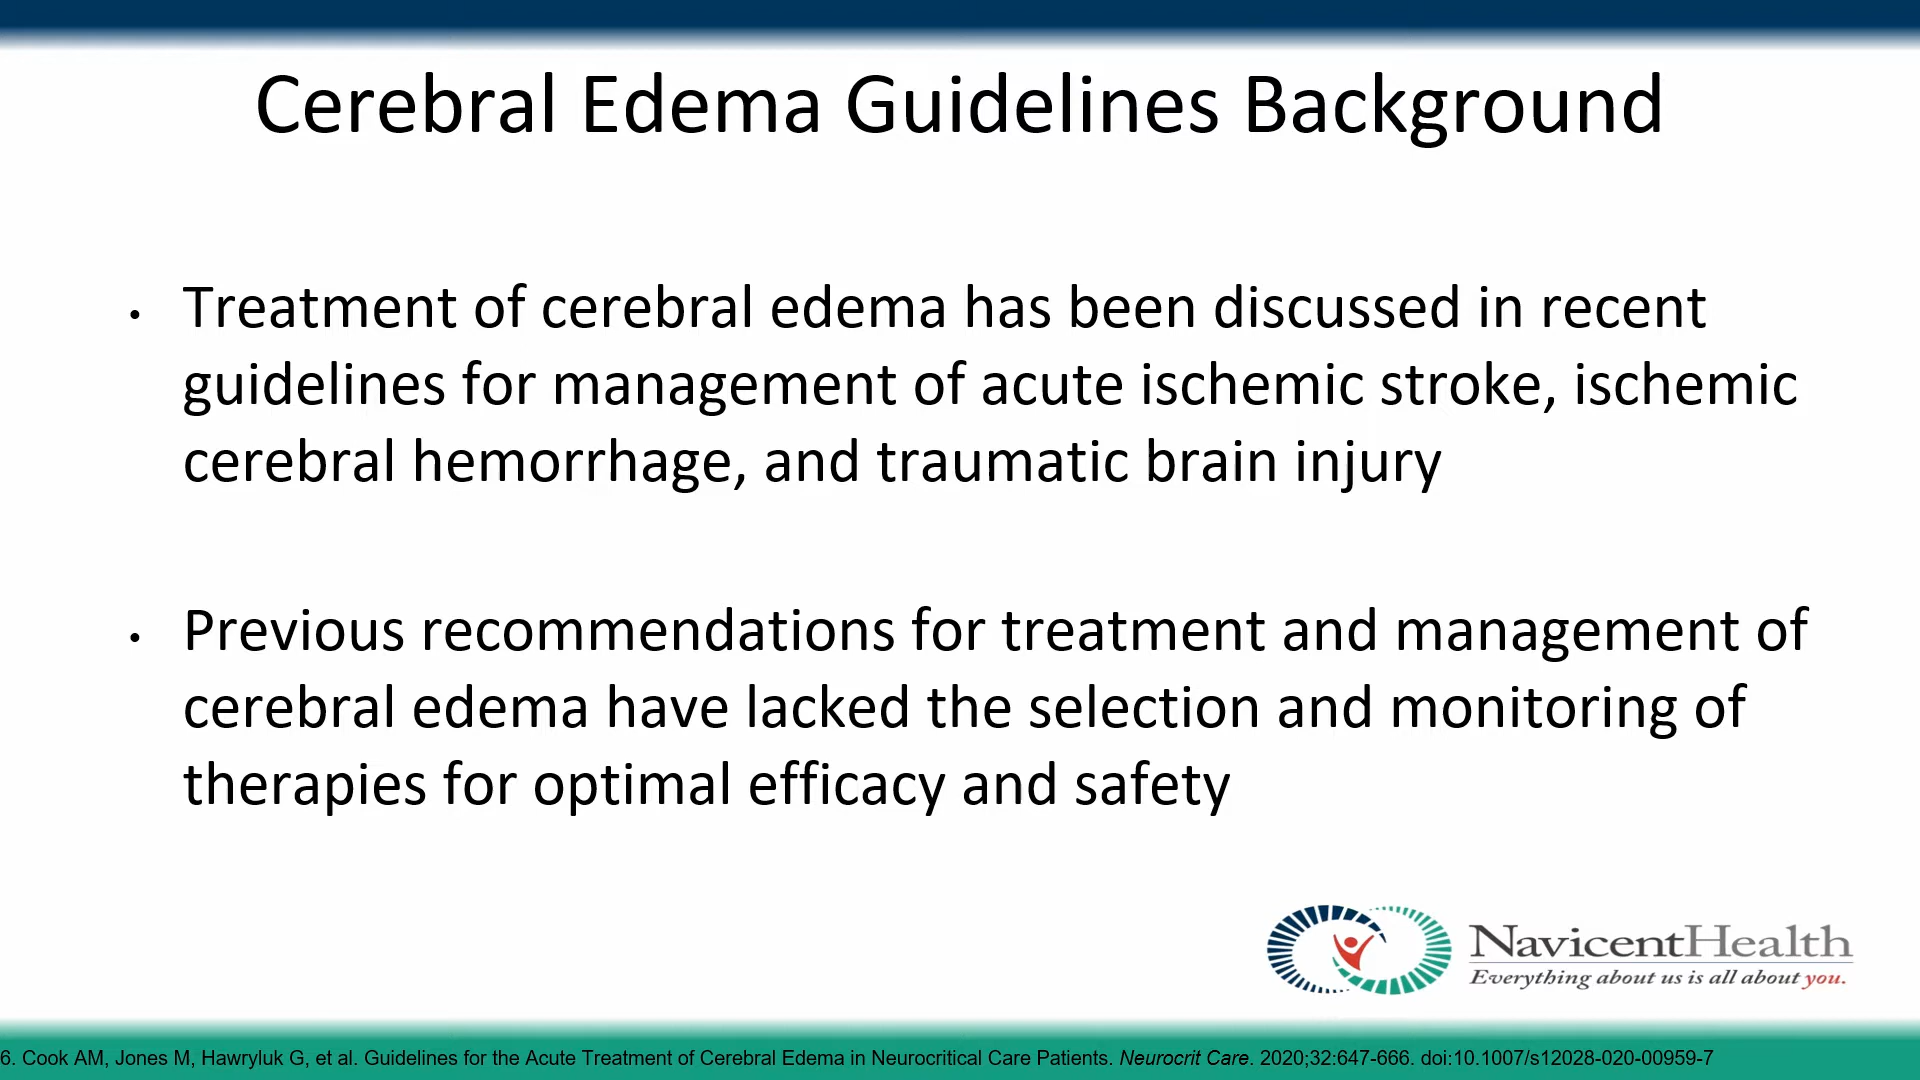 Cerebral Edema Guidelines Background
• Treatment of cerebral edema has been discussed in recent
guidelines for management of acute ischemic stroke, ischemic
cerebral hemorrhage, and traumatic brain injury
• Previous recommendations for treatment and management of
cerebral edema have lacked the selection and monitoring of
therapies for optimal efficacy and safety
NavicentHealth
Everything about us is all about you.
6. Cook AM, Jones M, Hawryluk G, et al. Guidelines for the Acute Treatment of Cerebral Edema in Neurocritical Care Patients. Neurocrit Care. 2020;32:647-666. doi:10.1007/s12028-020-00959-7